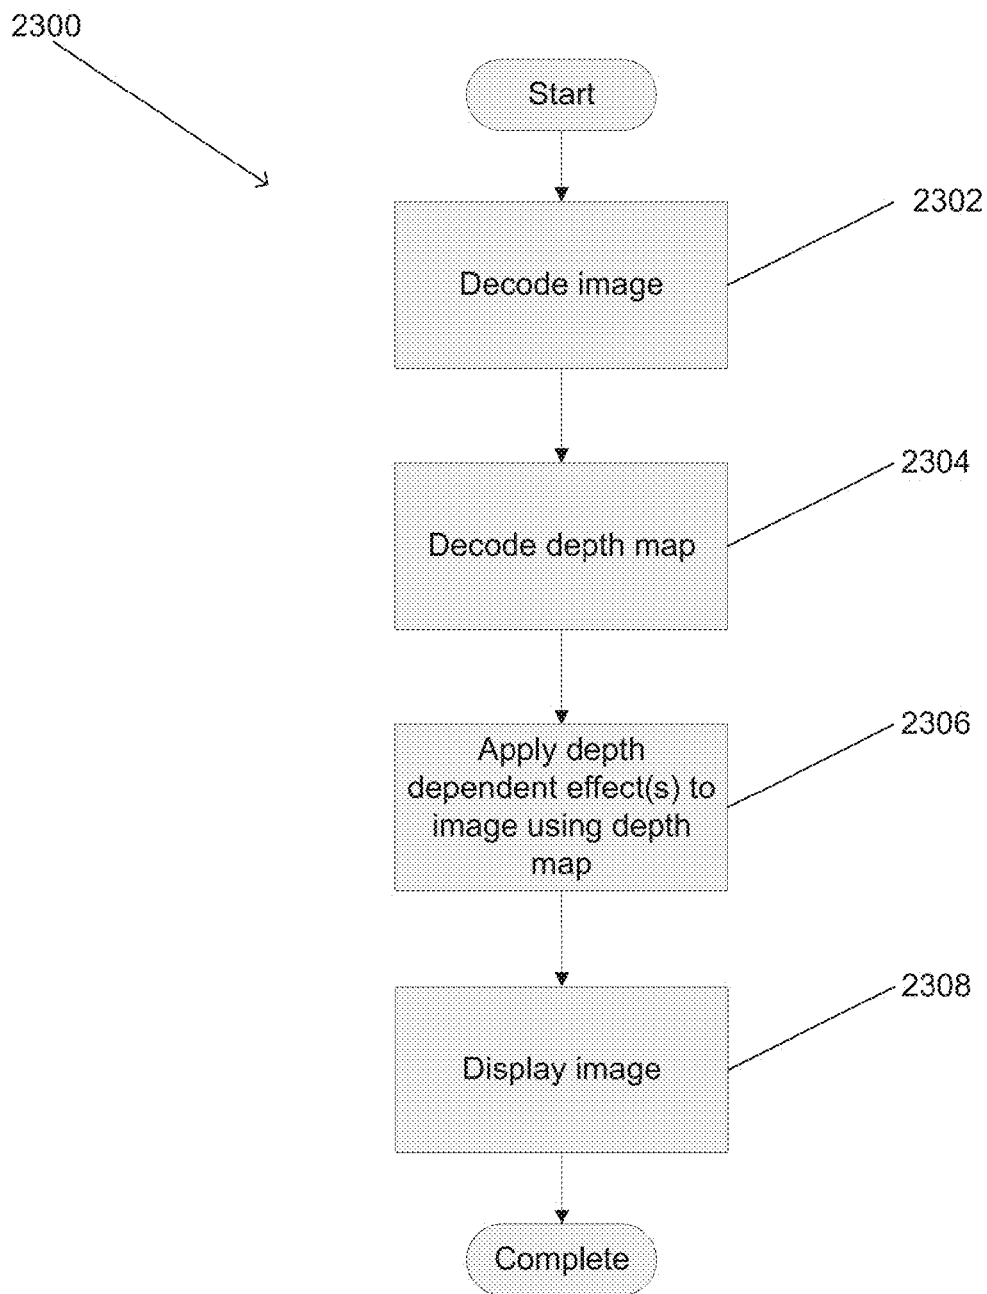 2300
Start
2302
Decode image
2304
Decode depth map
2306
Apply depth
dependent effect(s) to
image using depth
map
2308
Display image
Complete